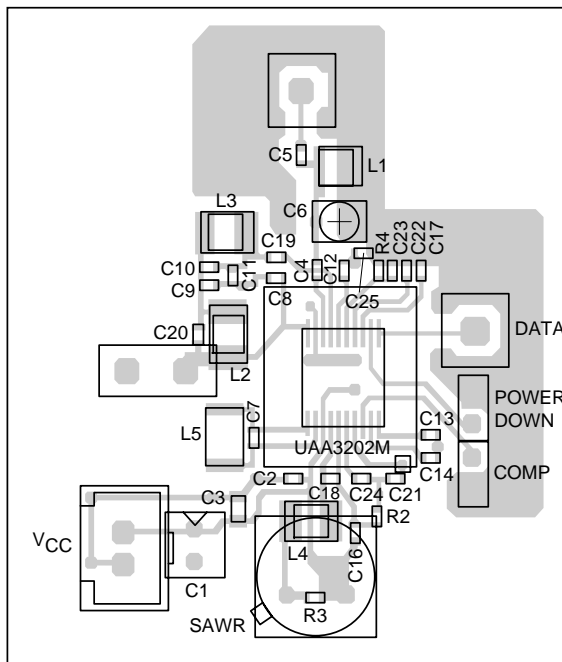 C5
L1
L3
C6
C19
C4
C12
R4
C23
C22
C17
C10
C11
C9
C8
C25
C20
DATA
L2
POWER
DOWN
L5
C7
C13
UAA3202M
C14
COMP
C2
C18
C24
C21
C3
R2
VCC
L4
C16
C1
R3
SAWR